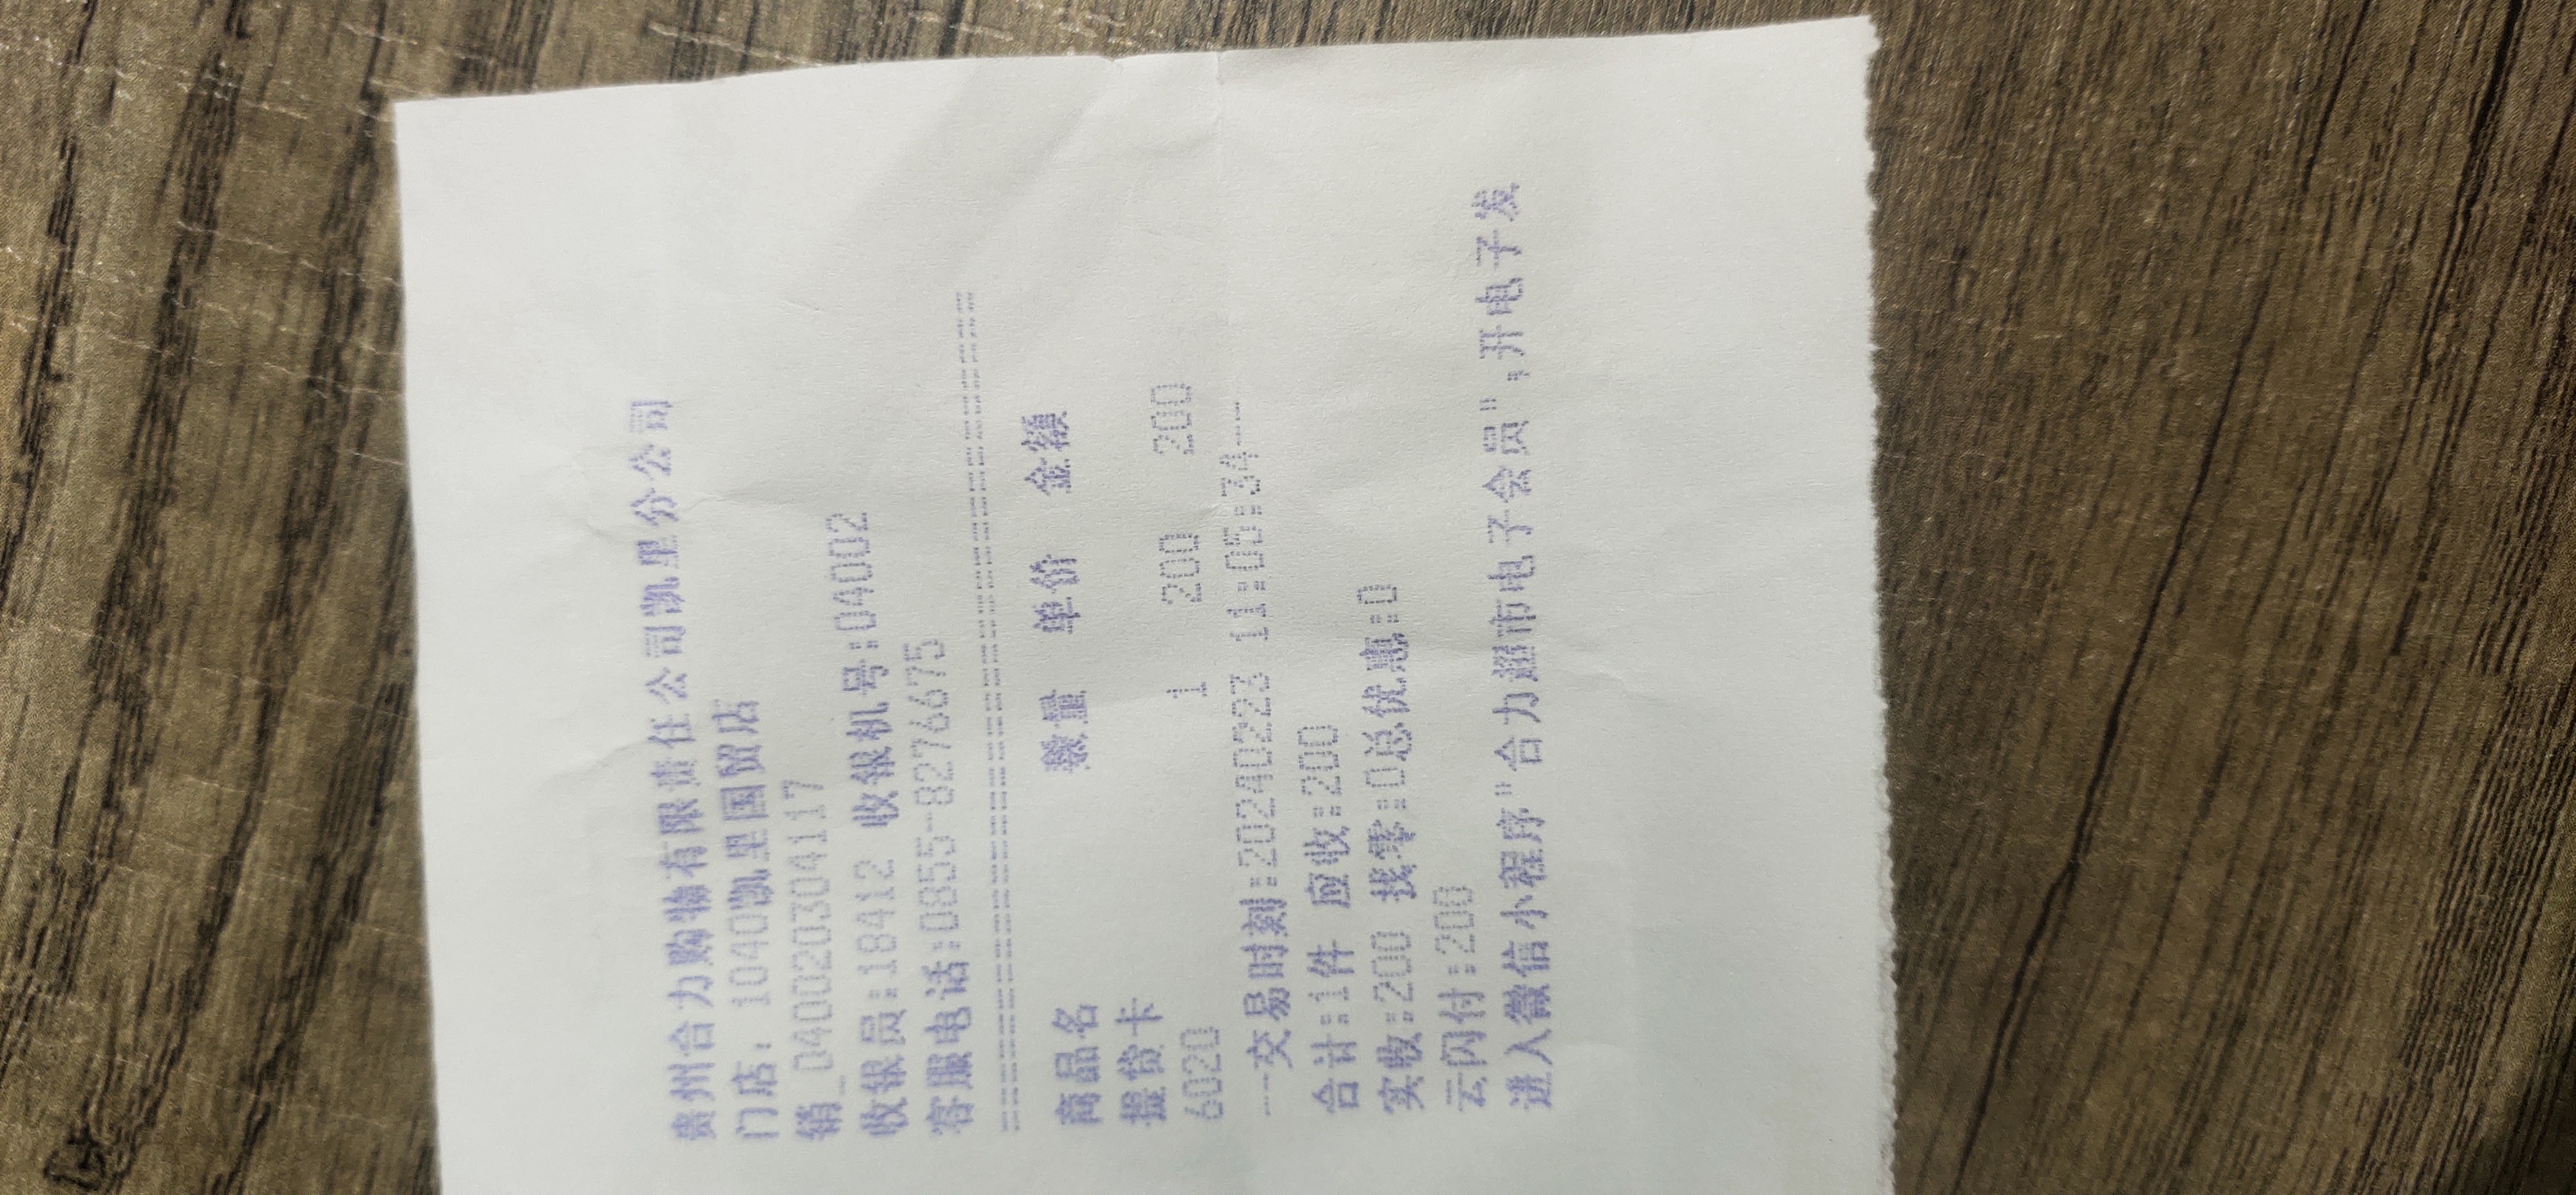 贵州合力购物有限责任公司凯里分公司
门店：1040凯里国贸店
销_040020304117
收银员:18412 收银机号:04002
客服电话:0855-8276675
==========================================
商品名 数量 单价 金额
提货卡
6020 1 200 200
---交易时刻:20240223 11:05:34---
合计:1件 应收:200
实收:200 找零:0总优惠:0
云闪付:200
进入微信小程序"合力超市电子会员",开电子发